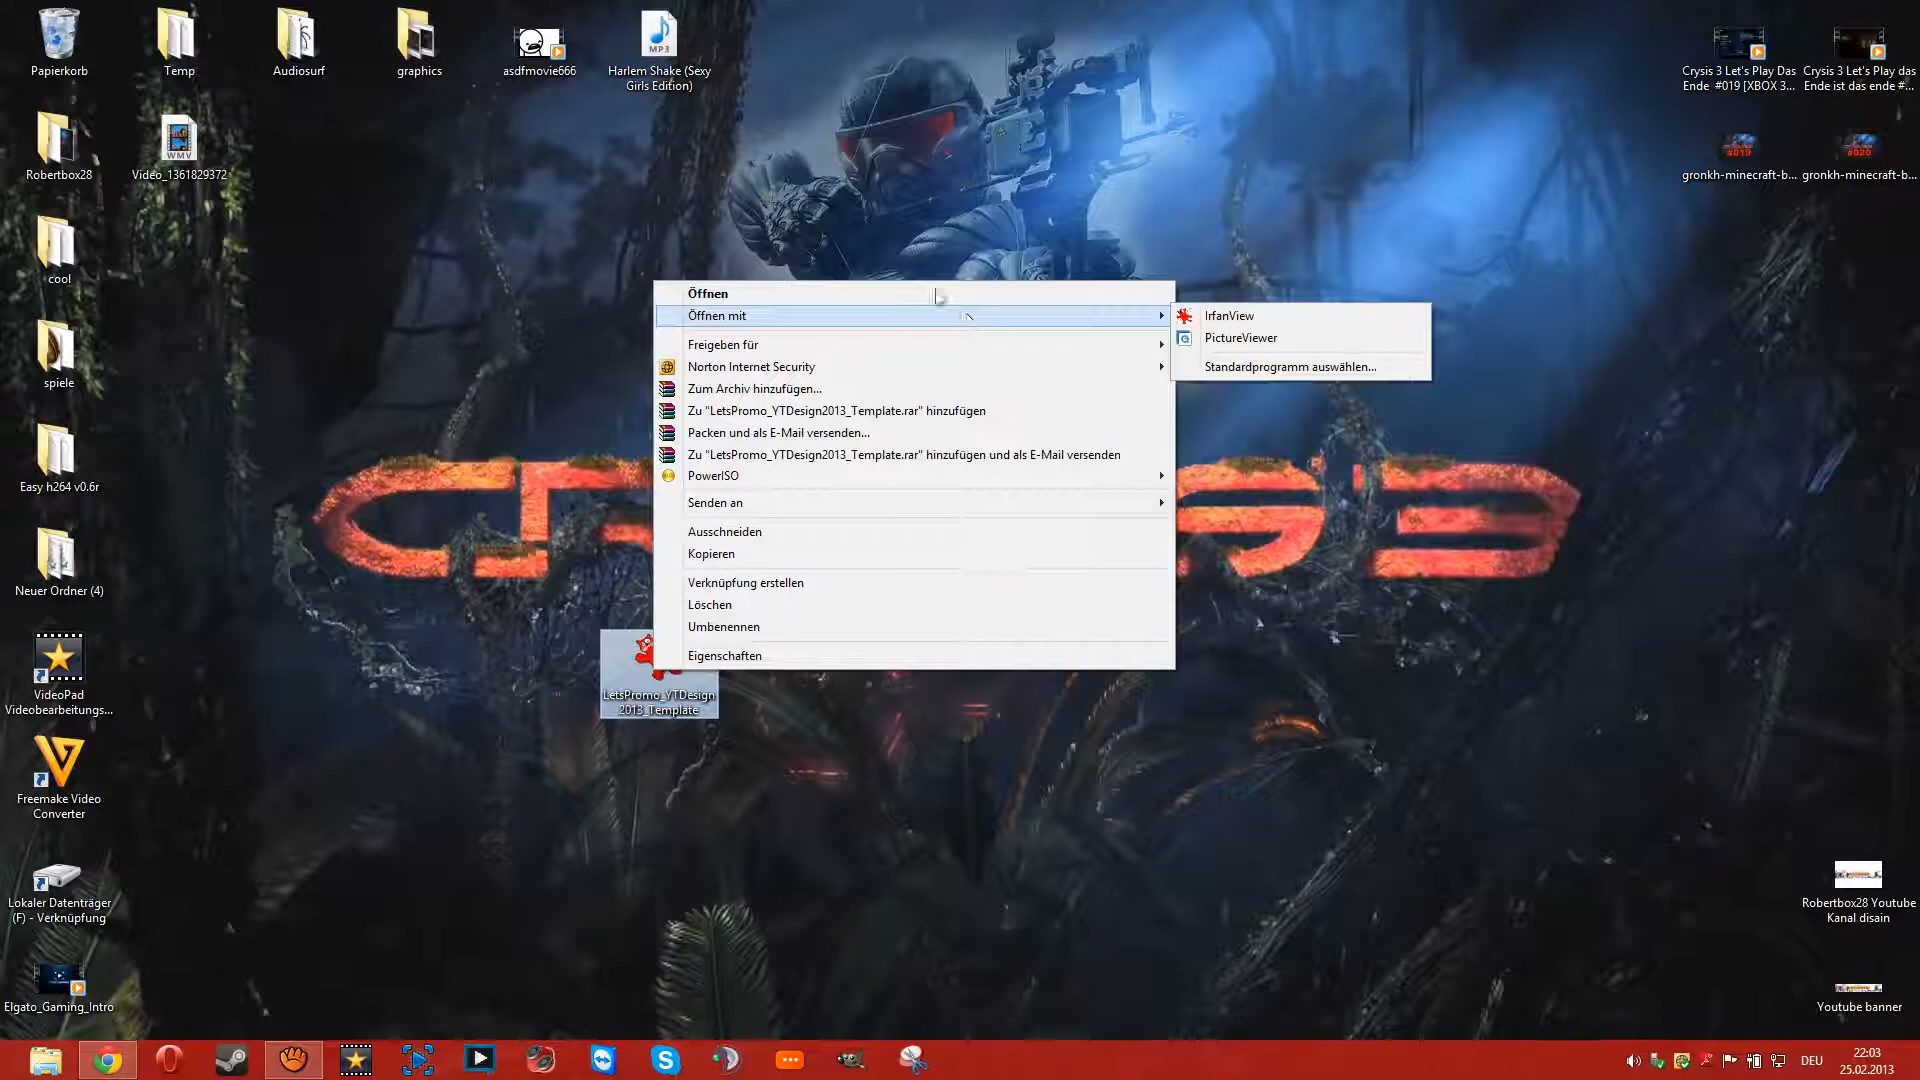 Papierkorb
Temp
Audiosurf
graphics
asdfmovie666
MP3
Harlem Shake (Sexy
Girls Edition)
Crysis 3 Let's Play Das
Ende #019 [XBOX 3...
Crysis 3 Let's Play das
Ende ist das ende #...
Robertbox28
WMV
Video_1361829372
#019
gronkh-minecraft-b...
#020
gronkh-minecraft-b...
cool
spiele
Easy h264 v0.6r
Neuer Ordner (4)
VideoPad
Videobearbeitungs...
Freemake Video
Converter
Lokaler Datenträger
(F) - Verknüpfung
Elgato_Gaming_Intro
Öffnen
Öffnen mit
Freigeben für
Norton Internet Security
Zum Archiv hinzufügen...
Zu "LetsPromo_YTDesign2013_Template.rar" hinzufügen
Packen und als E-Mail versenden...
Zu "LetsPromo_YTDesign2013_Template.rar" hinzufügen und als E-Mail versenden
PowerISO
Senden an
Ausschneiden
Kopieren
Verknüpfung erstellen
Löschen
Umbenennen
Eigenschaften
IrfanView
PictureViewer
Standardprogramm auswählen...
LetsPromo_YTDesign
2013_Template
Robertbox28 Youtube
Kanal disain
Youtube banner
DEU
22:03
25.02.2013